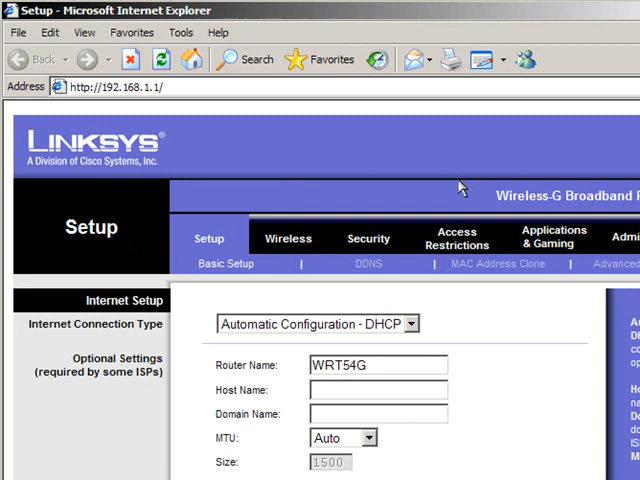 Setup - Microsoft Internet Explorer
File Edit View Favorites Tools Help
Back Search Favorites
Address http://192.168.1.1/
LINKSYS®
A Division of Cisco Systems, Inc.
Wireless-G Broadband
Setup
Setup Wireless Security Access Restrictions Applications & Gaming
Basic Setup | DDNS | MAC Address Clone | Advanced
Internet Setup
Internet Connection Type
Automatic Configuration - DHCP
Optional Settings
(required by some ISPs)
Router Name: WRT54G
Host Name:
Domain Name:
MTU: Auto
Size: 1500